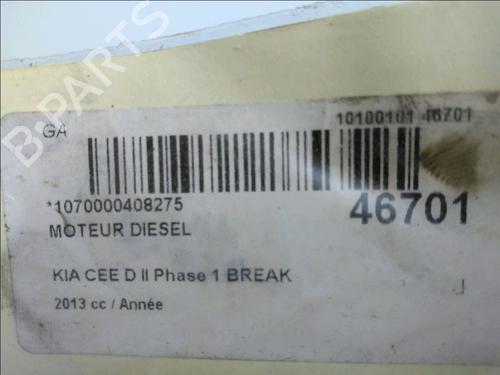 GA
10100101 46701
*1070000408275
46701
MOTEUR DIESEL
KIA CEE D II Phase 1 BREAK
2013 cc / Année
B-PARTS